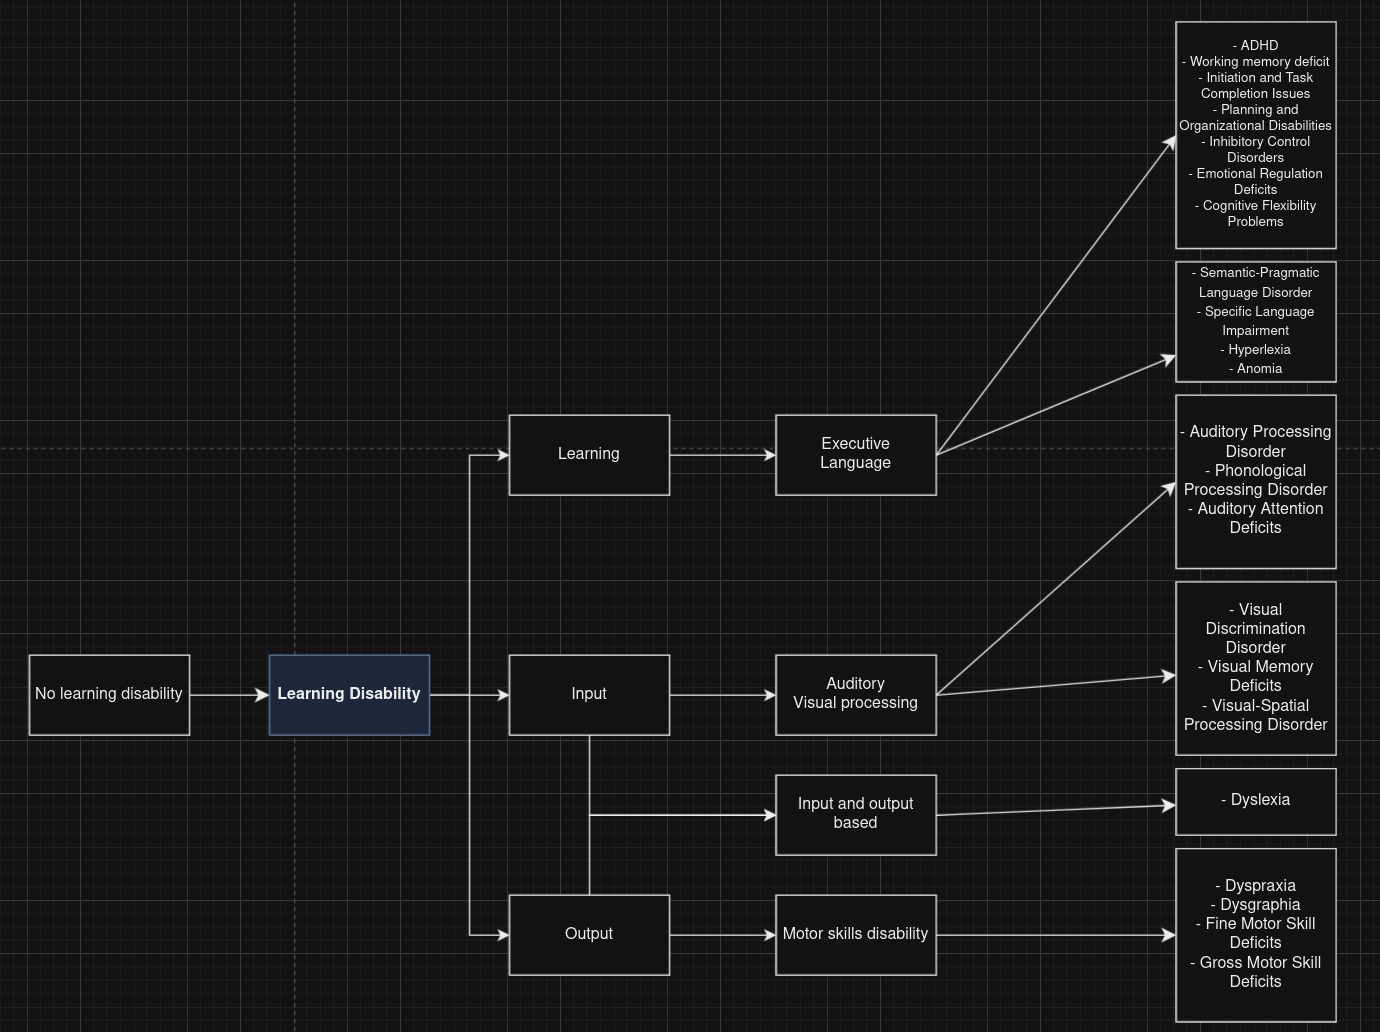 - ADHD
- Working memory deficit
- Initiation and Task
Completion Issues
- Planning and
Organizational Disabilities
- Inhibitory Control
Disorders
- Emotional Regulation
Deficits
- Cognitive Flexibility
Problems
- Semantic-Pragmatic
Language Disorder
- Specific Language
Impairment
- Hyperlexia
- Anomia
Learning
Executive
Language
- Auditory Processing
Disorder
- Phonological
Processing Disorder
- Auditory Attention
Deficits
- Visual
Discrimination
Disorder
- Visual Memory
Deficits
- Visual-Spatial
Processing Disorder
No learning disability
Learning Disability
Input
Auditory
Visual processing
Input and output
based
- Dyslexia
Output
Motor skills disability
- Dyspraxia
- Dysgraphia
- Fine Motor Skill
Deficits
- Gross Motor Skill
Deficits